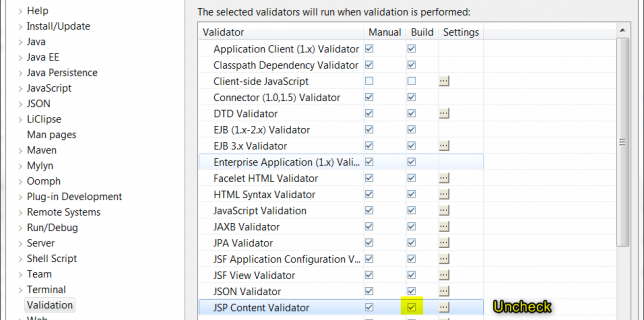 The selected validators will run when validation is performed:
Help
Install/Update
Java
Java EE
Java Persistence
JavaScript
JSON
LiClipse
Man pages
Maven
Mylyn
Oomph
Plug-in Development
Remote Systems
Run/Debug
Server
Shell Script
Team
Terminal
Validation
Web
Validator Manual Build Settings
Application Client (1.x) Validator
Classpath Dependency Validator
Client-side JavaScript
Connector (1.0,1.5) Validator
DTD Validator
EJB (1.x-2.x) Validator
EJB 3.x Validator
Enterprise Application (1.x) Vali...
Facelet HTML Validator
HTML Syntax Validator
JavaScript Validation
JAXB Validator
JPA Validator
JSF Application Configuration V...
JSF View Validator
JSON Validator
JSP Content Validator
Uncheck